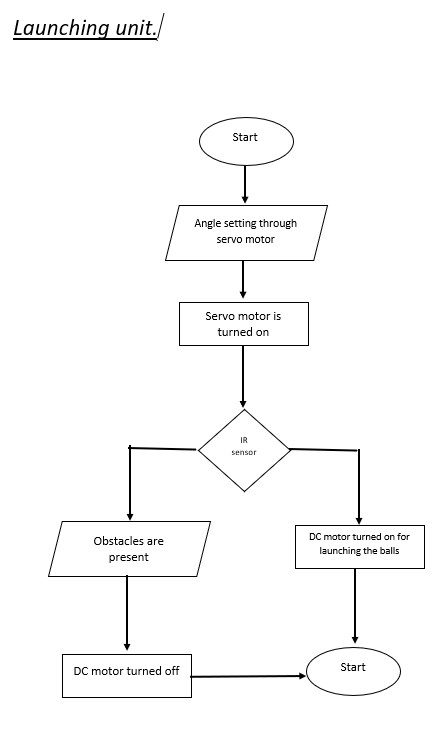 Launching unit.
Start
Angle setting through
servo motor
Servo motor is
turned on
IR
sensor
Obstacles are
present
DC motor turned on for
launching the balls
DC motor turned off
Start